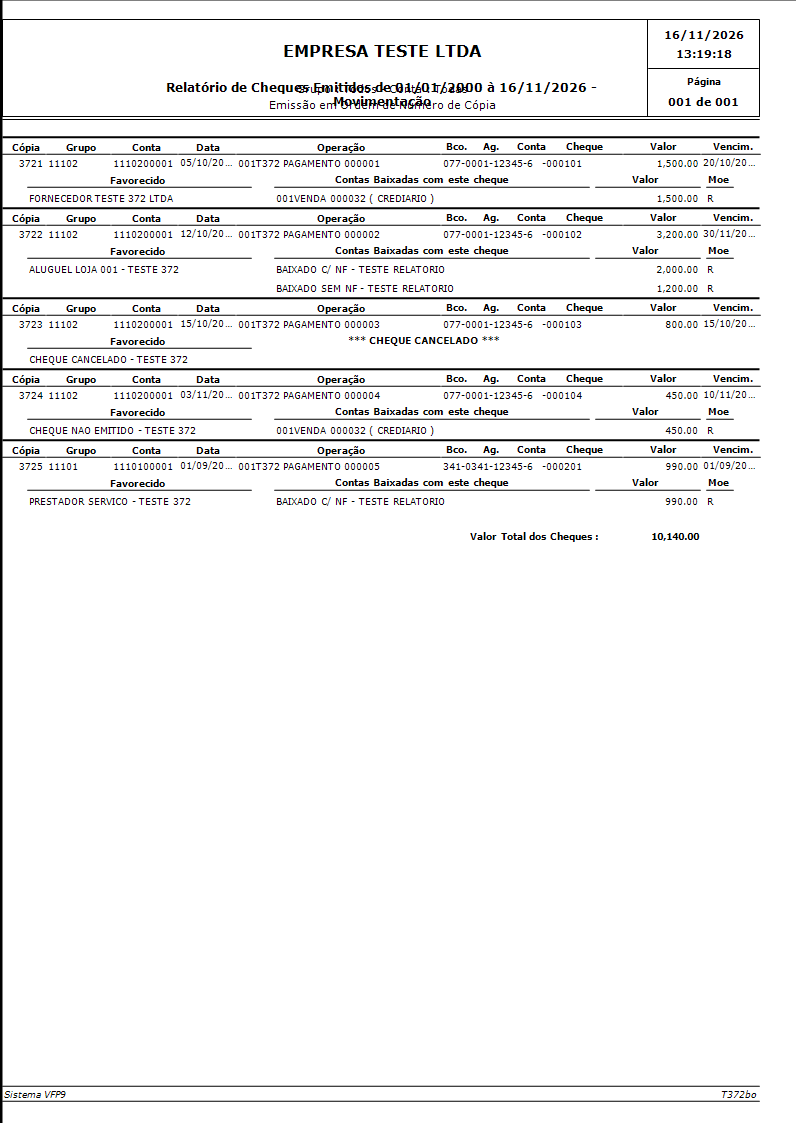 EMPRESA TESTE LTDA
16/11/2026
13:19:18
Página
001 de 001
Relatório de Cheques Emitidos de 01/01/2000 à 16/11/2026 -
Movimentação
Emissão em Ordem de Número de Cópia
Cópia Grupo Conta Data Operação Bco. Ag. Conta Cheque Valor Vencim.
3721 11102 1110200001 05/10/20... 001T372 PAGAMENTO 000001 077-0001-12345-6 -000101 1,500.00 20/10/20...
Favorecido Contas Baixadas com este cheque Valor Moe
FORNECEDOR TESTE 372 LTDA 001VENDA 000032 ( CREDIARIO ) 1,500.00 R
Cópia Grupo Conta Data Operação Bco. Ag. Conta Cheque Valor Vencim.
3722 11102 1110200001 12/10/20... 001T372 PAGAMENTO 000002 077-0001-12345-6 -000102 3,200.00 30/11/20...
Favorecido Contas Baixadas com este cheque Valor Moe
ALUGUEL LOJA 001 - TESTE 372 BAIXADO C/ NF - TESTE RELATORIO 2,000.00 R
BAIXADO SEM NF - TESTE RELATORIO 1,200.00 R
Cópia Grupo Conta Data Operação Bco. Ag. Conta Cheque Valor Vencim.
3723 11102 1110200001 15/10/20... 001T372 PAGAMENTO 000003 077-0001-12345-6 -000103 800.00 15/10/20...
Favorecido *** CHEQUE CANCELADO ***
CHEQUE CANCELADO - TESTE 372
Cópia Grupo Conta Data Operação Bco. Ag. Conta Cheque Valor Vencim.
3724 11102 1110200001 03/11/20... 001T372 PAGAMENTO 000004 077-0001-12345-6 -000104 450.00 10/11/20...
Favorecido Contas Baixadas com este cheque Valor Moe
CHEQUE NAO EMITIDO - TESTE 372 001VENDA 000032 ( CREDIARIO ) 450.00 R
Cópia Grupo Conta Data Operação Bco. Ag. Conta Cheque Valor Vencim.
3725 11101 1110100001 01/09/20... 001T372 PAGAMENTO 000005 341-0341-12345-6 -000201 990.00 01/09/20...
Favorecido Contas Baixadas com este cheque Valor Moe
PRESTADOR SERVICO - TESTE 372 BAIXADO C/ NF - TESTE RELATORIO 990.00 R
Valor Total dos Cheques : 10,140.00
Sistema VFP9 T372bo